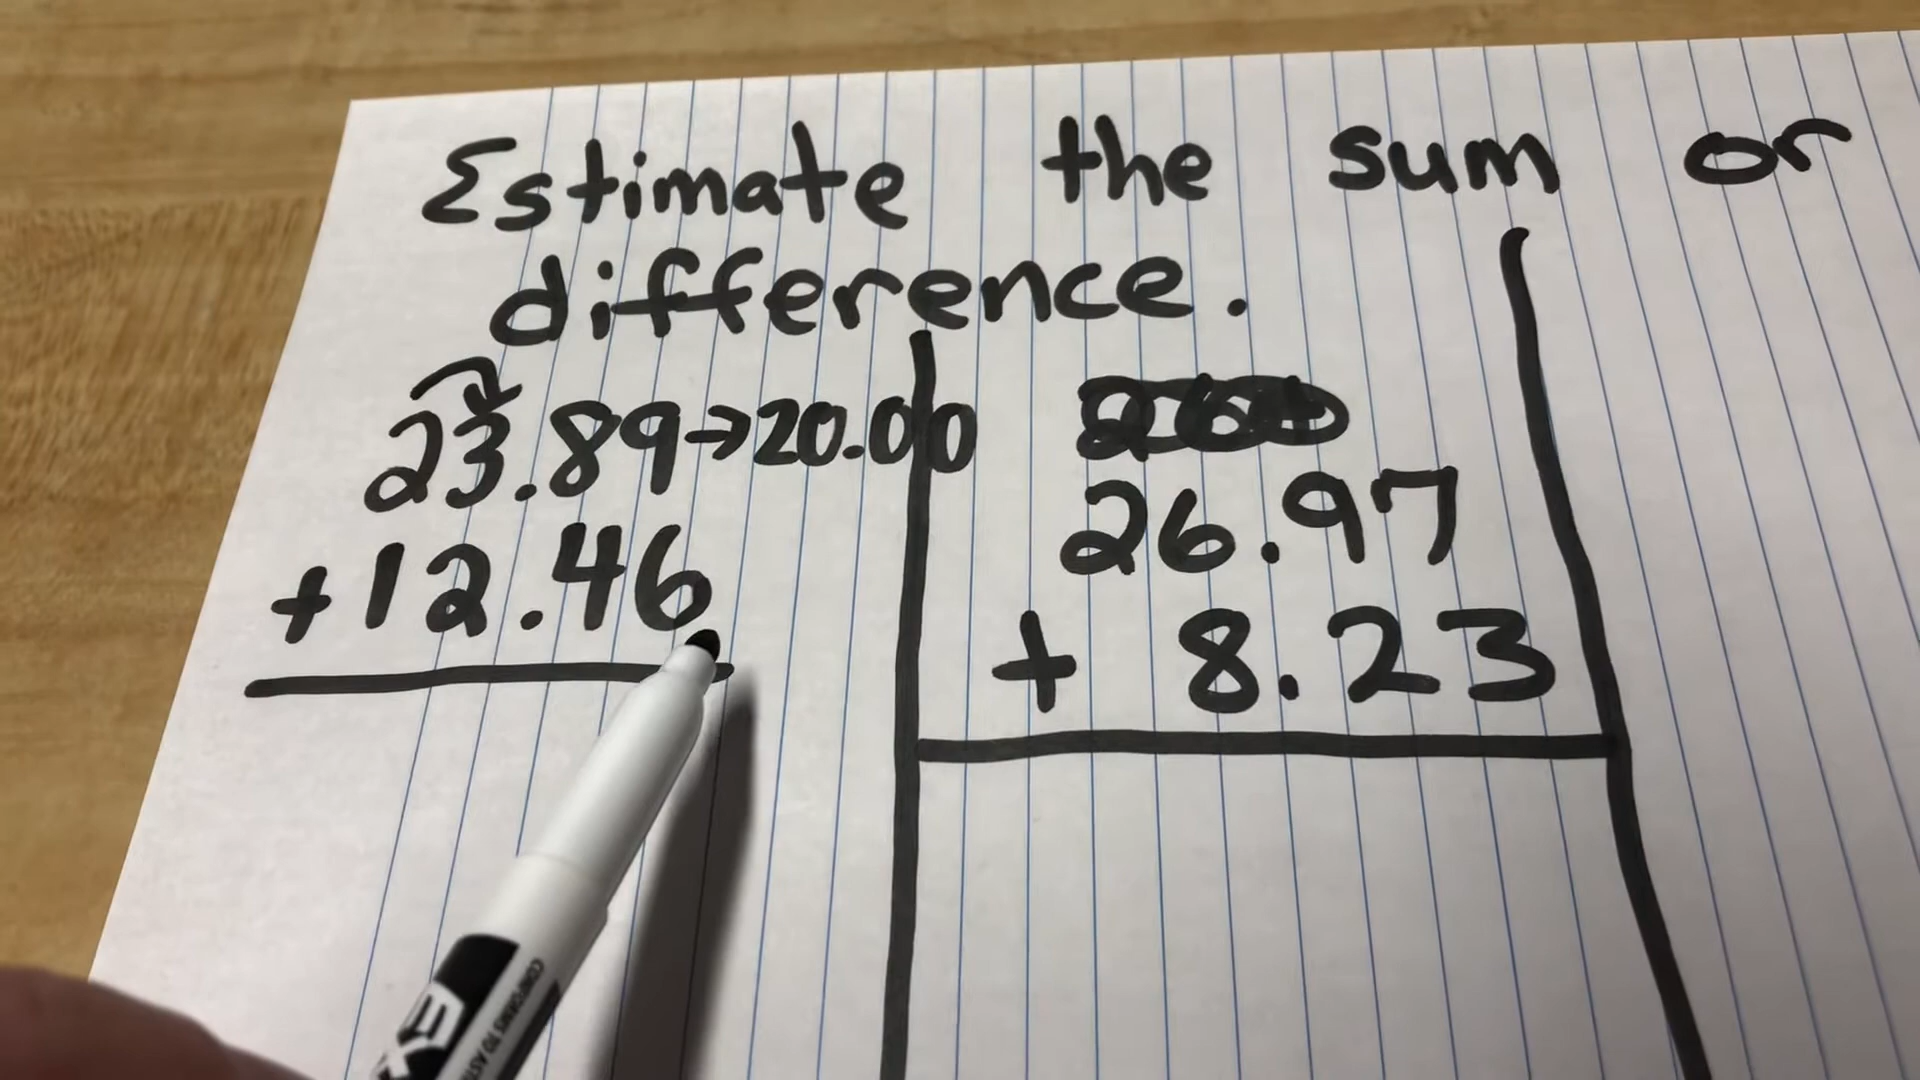 Estimate the sum or
difference.
23.89→20.00
+12.46
26.97
+ 8.23